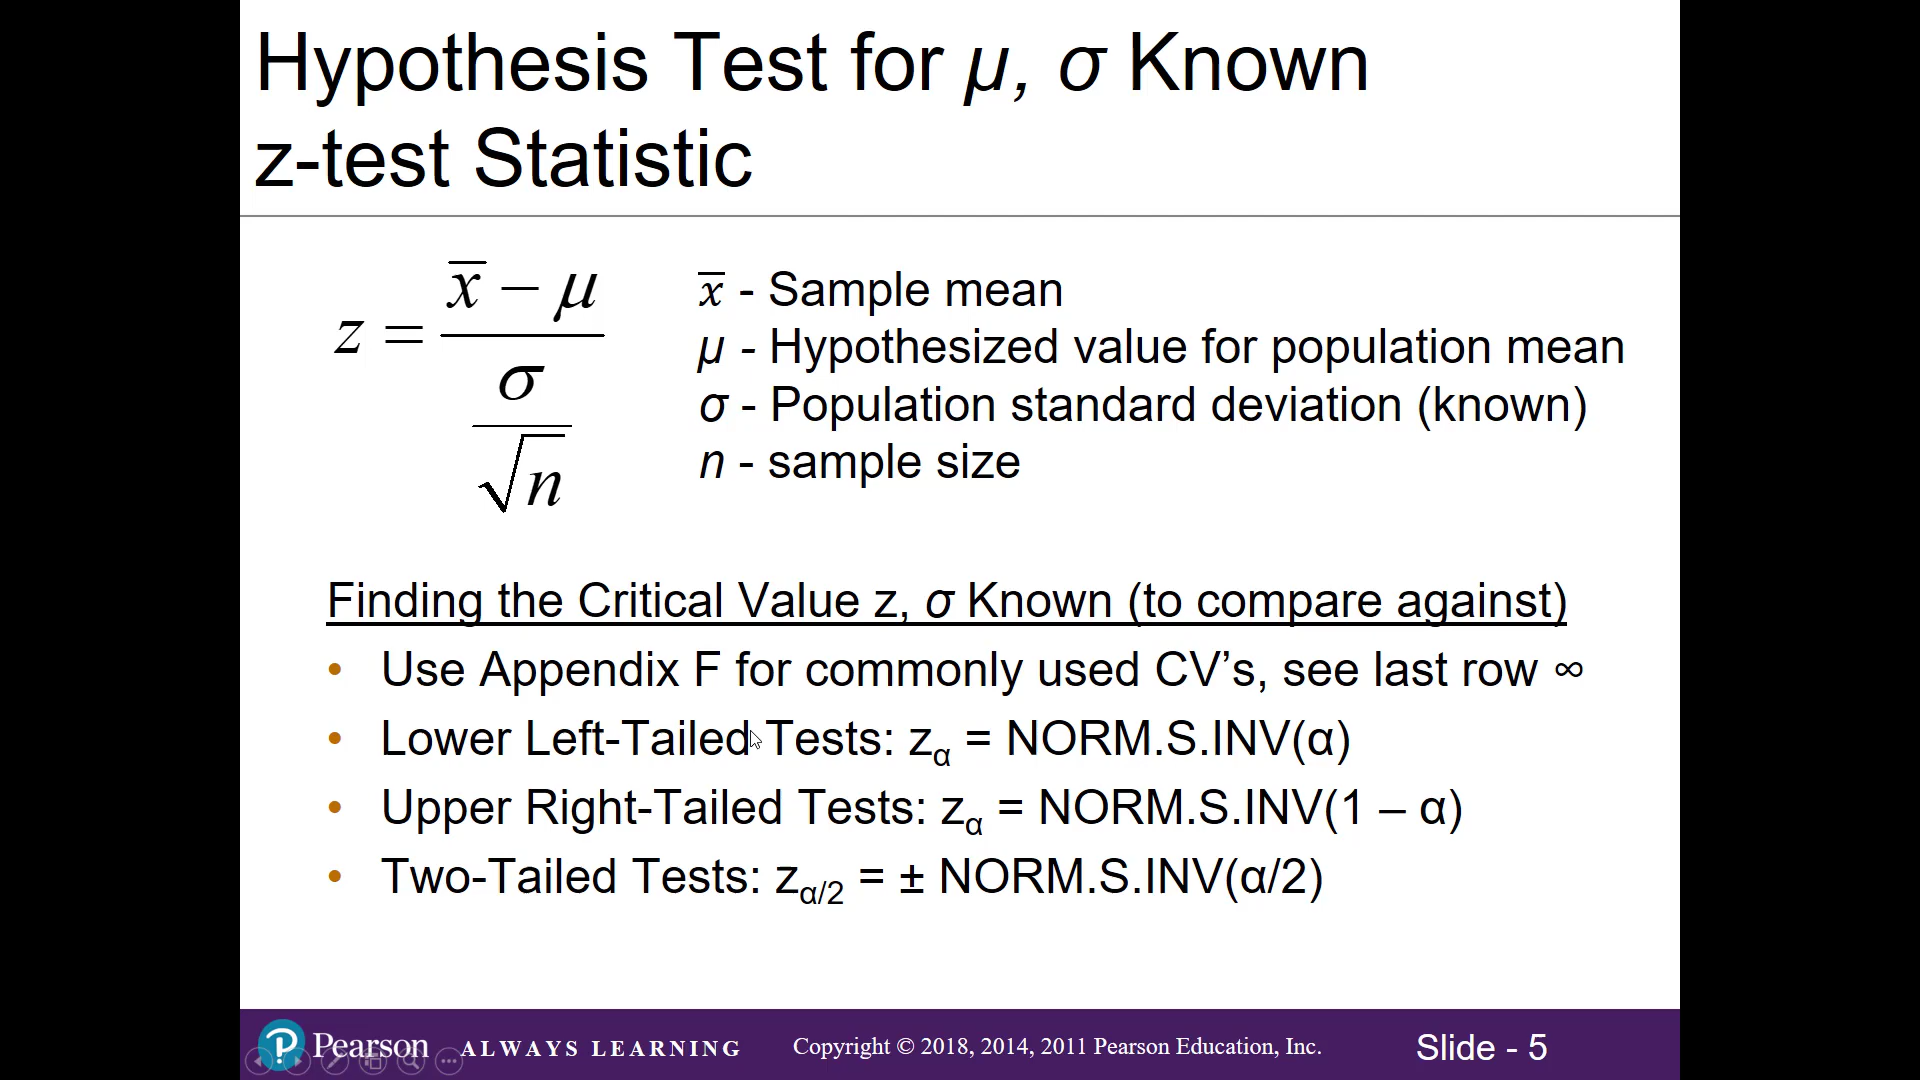 Hypothesis Test for μ, σ Known
z-test Statistic
z = (x̄ − μ) / (σ / √n)
x̄ - Sample mean
μ - Hypothesized value for population mean
σ - Population standard deviation (known)
n - sample size
Finding the Critical Value z, σ Known (to compare against)
• Use Appendix F for commonly used CV’s, see last row ∞
• Lower Left-Tailed Tests: zα = NORM.S.INV(α)
• Upper Right-Tailed Tests: zα = NORM.S.INV(1 – α)
• Two-Tailed Tests: zα/2 = ± NORM.S.INV(α/2)
P Pearson ALWAYS LEARNING Copyright © 2018, 2014, 2011 Pearson Education, Inc. Slide - 5